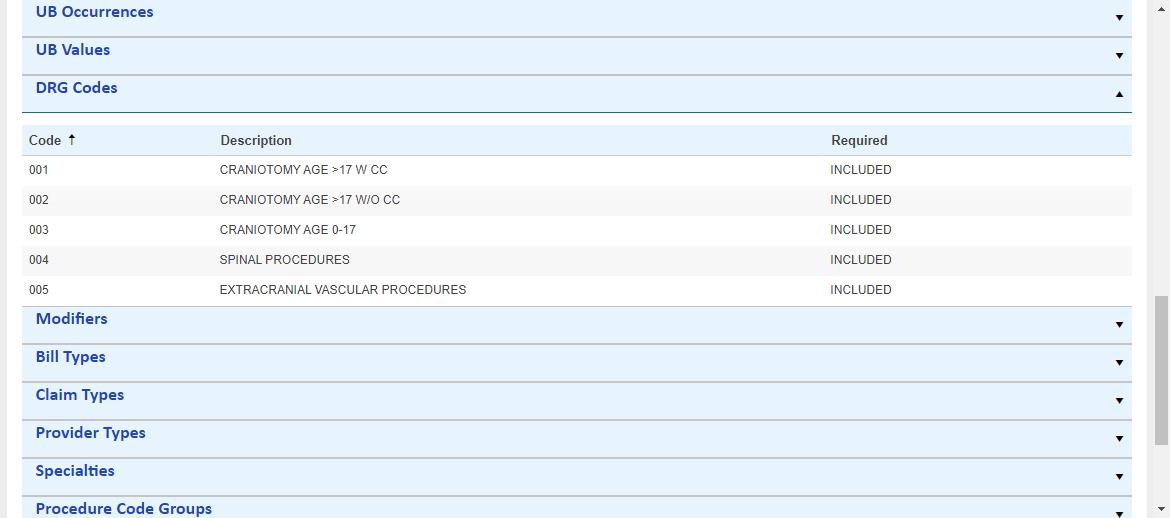 UB Occurrences
UB Values
DRG Codes
Code Description Required
001 CRANIOTOMY AGE >17 W CC INCLUDED
002 CRANIOTOMY AGE >17 W/O CC INCLUDED
003 CRANIOTOMY AGE 0-17 INCLUDED
004 SPINAL PROCEDURES INCLUDED
005 EXTRACRANIAL VASCULAR PROCEDURES INCLUDED
Modifiers
Bill Types
Claim Types
Provider Types
Specialties
Procedure Code Groups